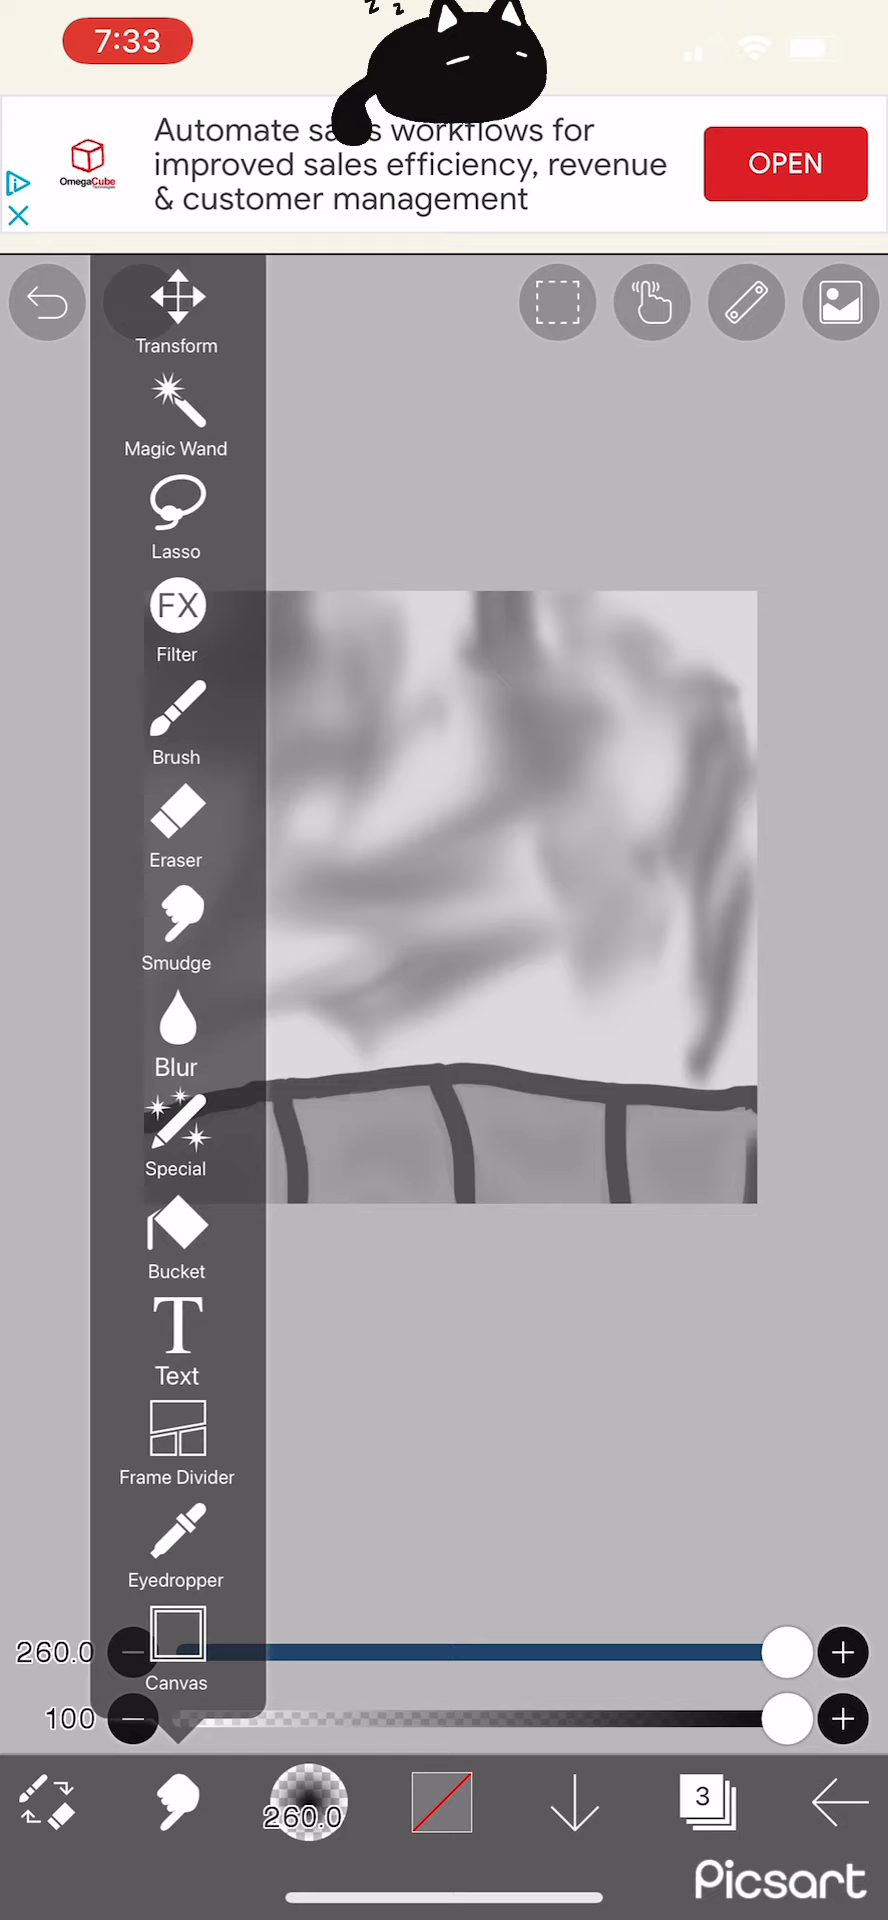 z z
7:33
Automate sales workflows for
improved sales efficiency, revenue
& customer management
OPEN
OmegaCube
Technologies
Transform
Magic Wand
Lasso
FX
Filter
Brush
Eraser
Smudge
Blur
Special
Bucket
T
Text
Frame Divider
Eyedropper
Canvas
260.0
100
260.0
3
Picsart